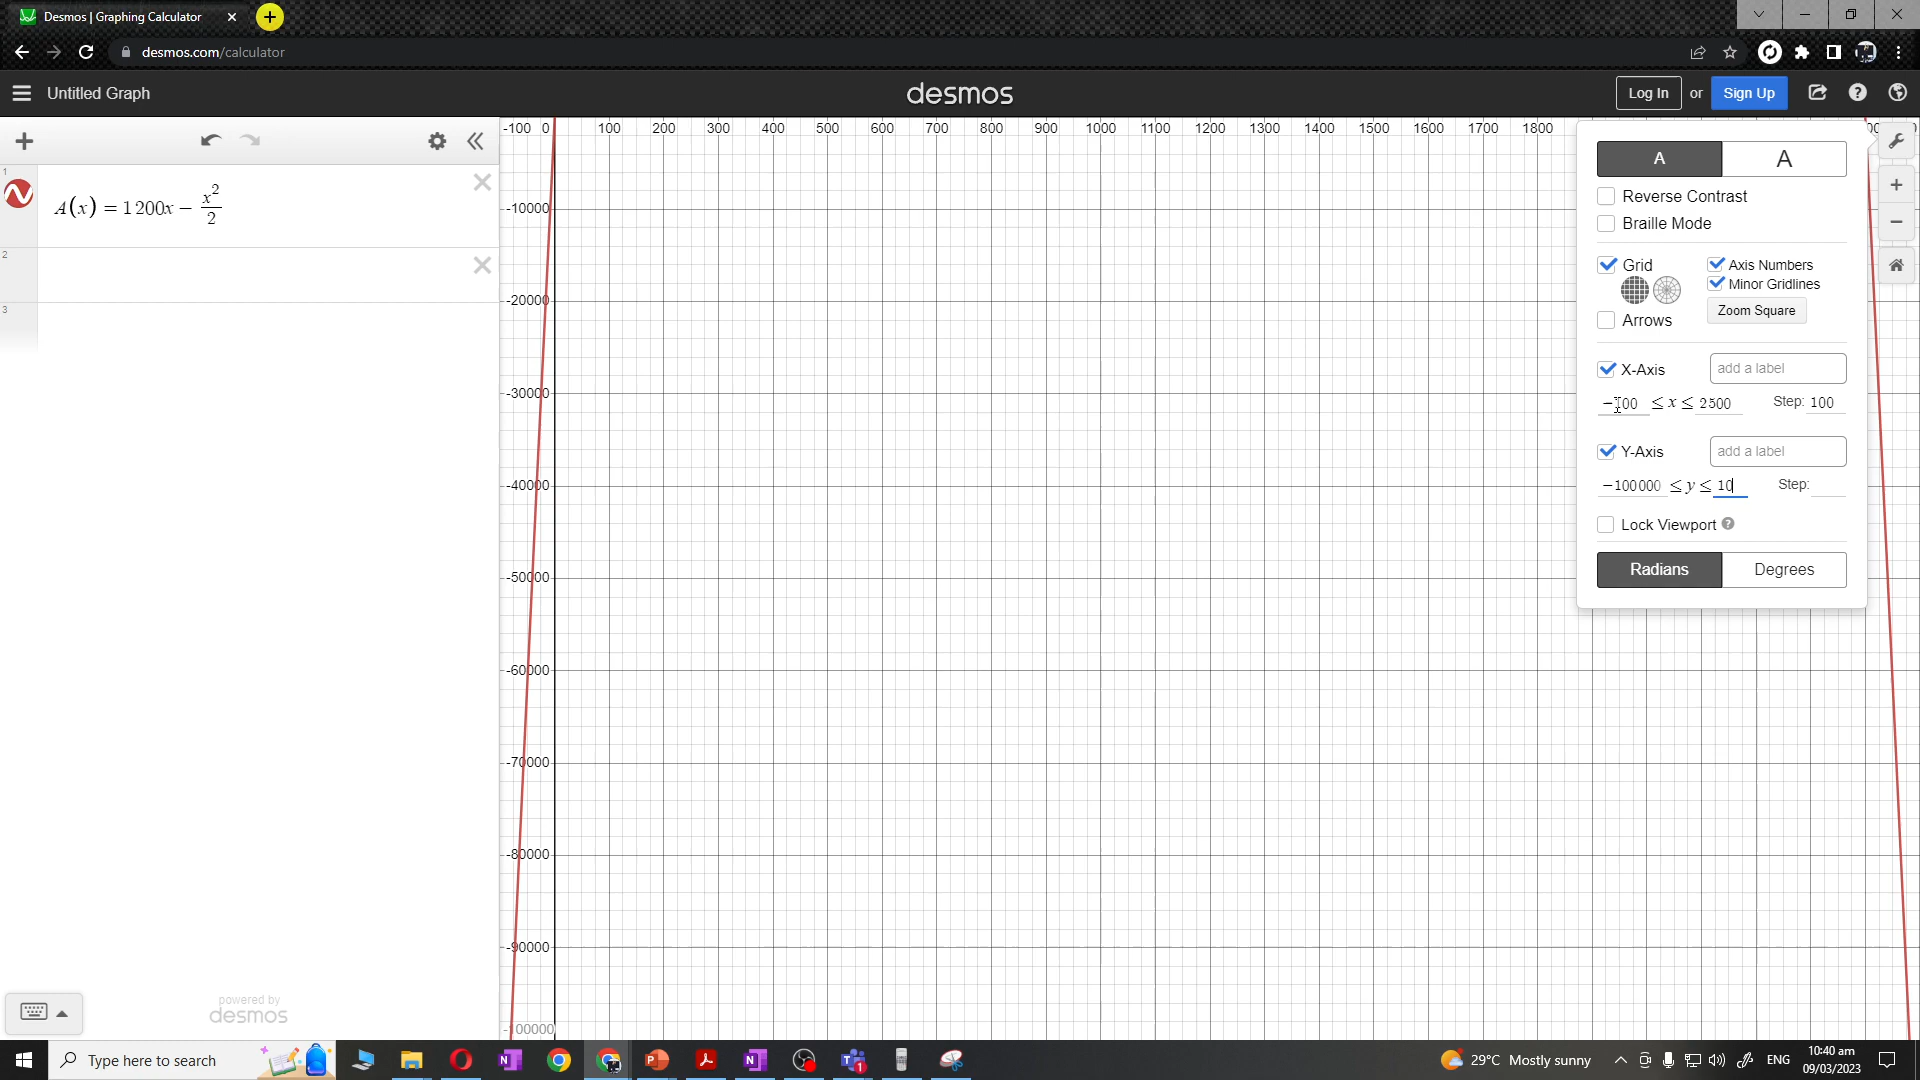 Desmos | Graphing Calculator
desmos.com/calculator
Untitled Graph
desmos
Log In or Sign Up
1
A(x) = 1200x − x²/2
2
3
-100 0 100 200 300 400 500 600 700 800 900 1000 1100 1200 1300 1400 1500 1600 1700 1800
-10000
-20000
-30000
-40000
-50000
-60000
-70000
-80000
-90000
-100000
A A
Reverse Contrast
Braille Mode
Grid
Axis Numbers
Minor Gridlines
Arrows
Zoom Square
X-Axis add a label
−100 ≤ x ≤ 2500 Step: 100
Y-Axis add a label
−100000 ≤ y ≤ 10 Step:
Lock Viewport
Radians Degrees
powered by
desmos
Type here to search
1
29°C Mostly sunny
ENG
10:40 am
09/03/2023